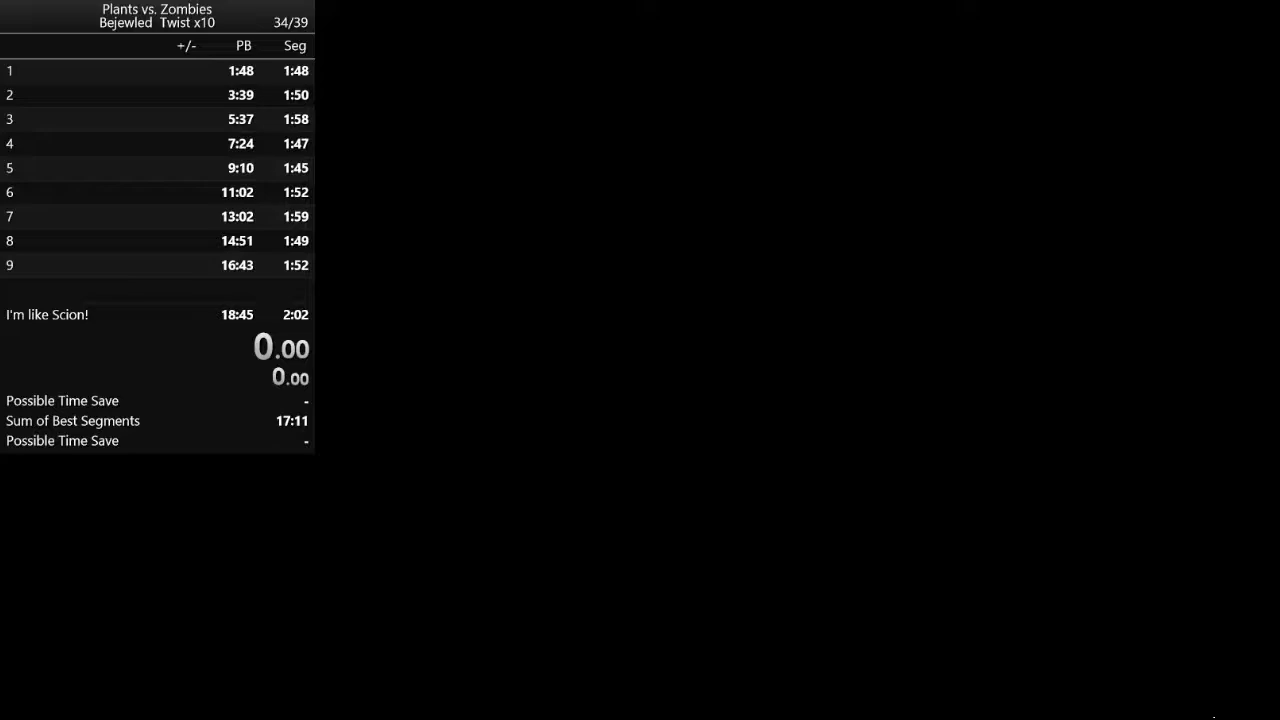 Plants vs. Zombies
Bejewled Twist x10 34/39
+/- PB Seg
1 1:48 1:48
2 3:39 1:50
3 5:37 1:58
4 7:24 1:47
5 9:10 1:45
6 11:02 1:52
7 13:02 1:59
8 14:51 1:49
9 16:43 1:52
I'm like Scion! 18:45 2:02
0.00
0.00
Possible Time Save -
Sum of Best Segments 17:11
Possible Time Save -